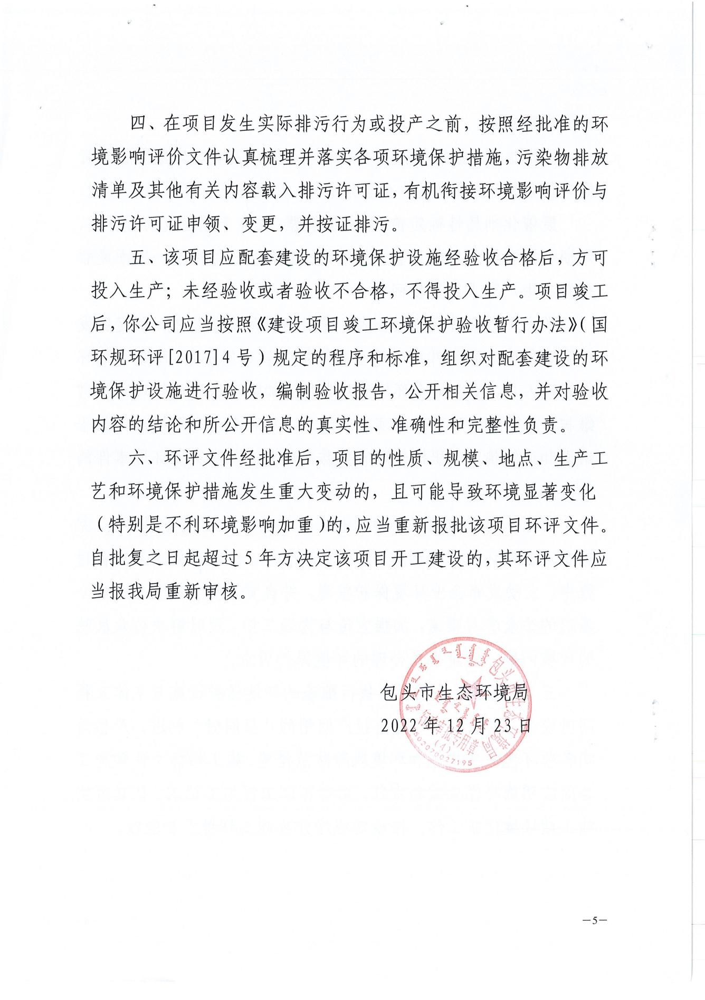 四、在项目发生实际排污行为或投产之前，按照经批准的环
境影响评价文件认真梳理并落实各项环境保护措施，污染物排放
清单及其他有关内容载入排污许可证，有机衔接环境影响评价与
排污许可证申领、变更，并按证排污。
五、该项目应配套建设的环境保护设施经验收合格后，方可
投入生产；未经验收或者验收不合格，不得投入生产。项目竣工
后，你公司应当按照《建设项目竣工环境保护验收暂行办法》（国
环规环评[2017]4号）规定的程序和标准，组织对配套建设的环
境保护设施进行验收，编制验收报告，公开相关信息，并对验收
内容的结论和所公开信息的真实性、准确性和完整性负责。
六、环评文件经批准后，项目的性质、规模、地点、生产工
艺和环境保护措施发生重大变动的，且可能导致环境显著变化
（特别是不利环境影响加重）的，应当重新报批该项目环评文件。
自批复之日起超过5年方决定该项目开工建设的，其环评文件应
当报我局重新审核。
包头市生态环境局
2022年12月23日
包头市生态环境局
行政审批专用章
(4)
502070027195
—5—